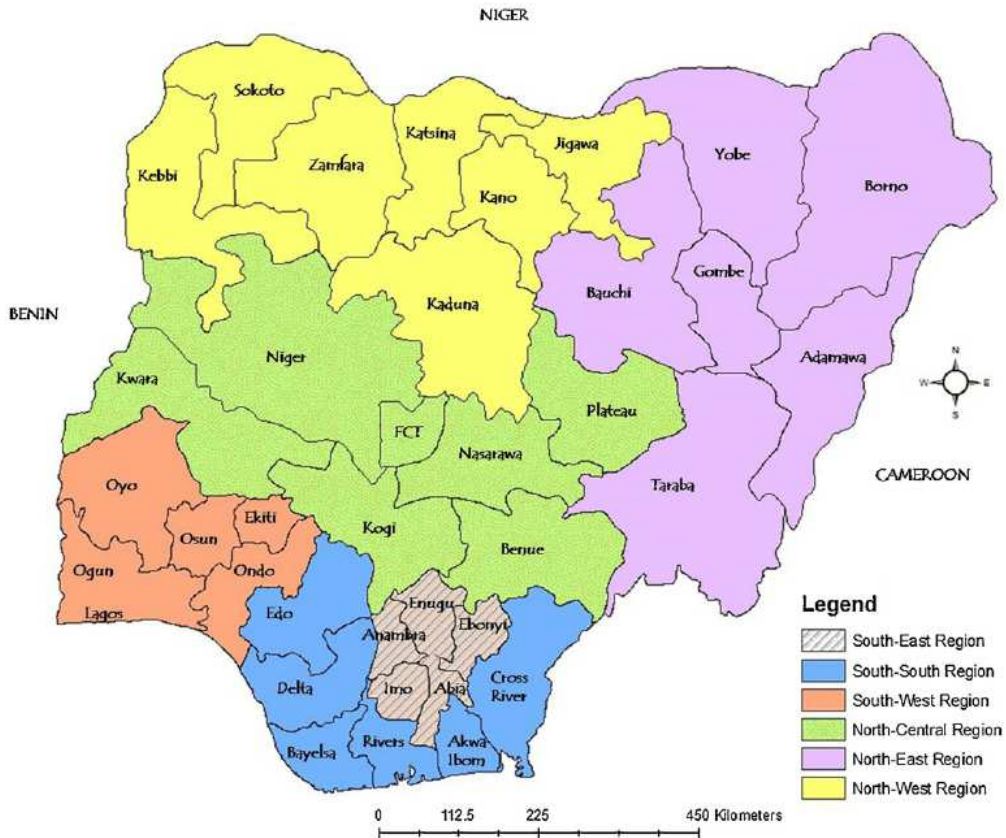 NIGER
Sokoto
Katsina
Jigawa
Yobe
Kebbi
Zamfara
Kano
Borno
Gombe
Bauchi
Kaduna
BENIN
Niger
Adamawa
Kwara
N
W E
S
Plateau
FCT
Nasarawa
CAMEROON
Oyo
Taraba
Ekiti
Kogi
Osun
Benue
Ogun
Ondo
Lagos
Edo
Enugu
Ebonyi
Anambra
Delta
Imo
Abia
Cross
River
Bayelsa
Rivers
Akwa
Ibom
Legend
South-East Region
South-South Region
South-West Region
North-Central Region
North-East Region
North-West Region
0 112.5 225 450 Kilometers